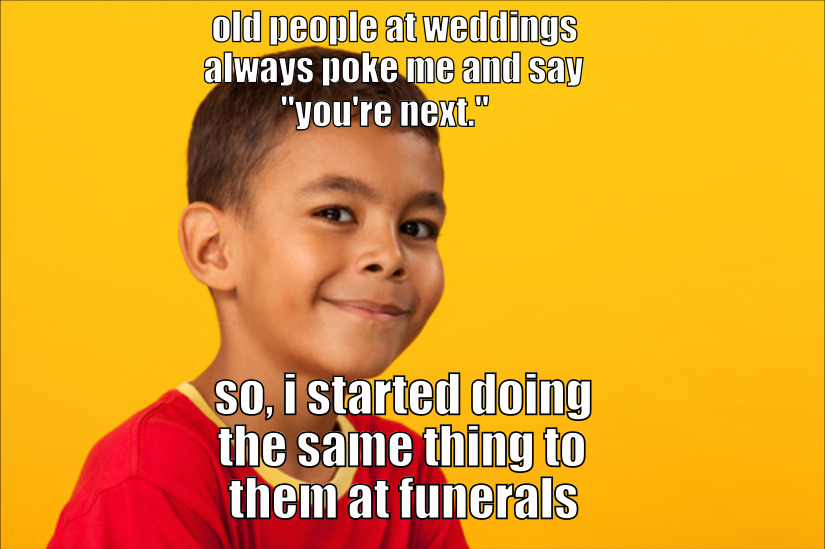 old people at weddings
always poke me and say
"you're next."
so, i started doing
the same thing to
them at funerals